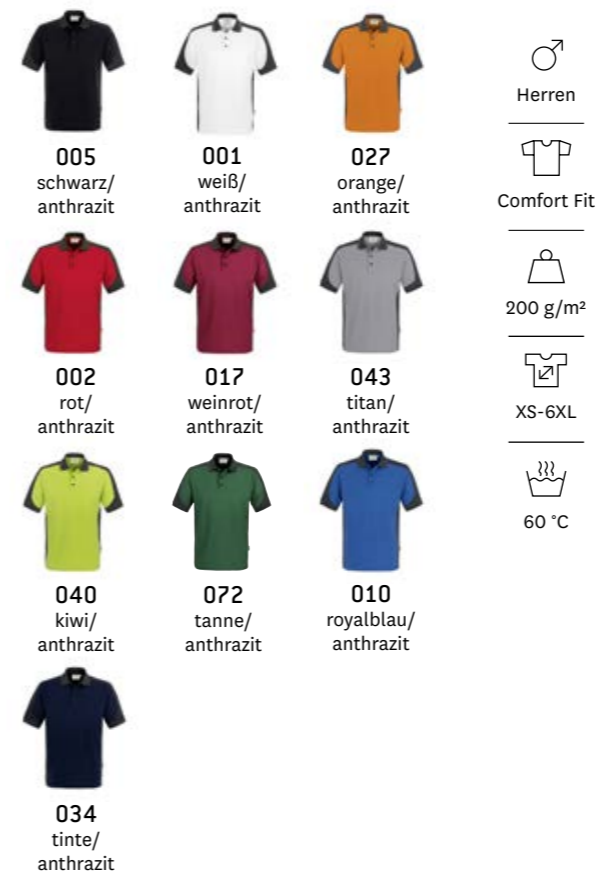 005
schwarz/
anthrazit
001
weiß/
anthrazit
027
orange/
anthrazit
002
rot/
anthrazit
017
weinrot/
anthrazit
043
titan/
anthrazit
040
kiwi/
anthrazit
072
tanne/
anthrazit
010
royalblau/
anthrazit
034
tinte/
anthrazit
Herren
Comfort Fit
200 g/m²
XS-6XL
60 °C